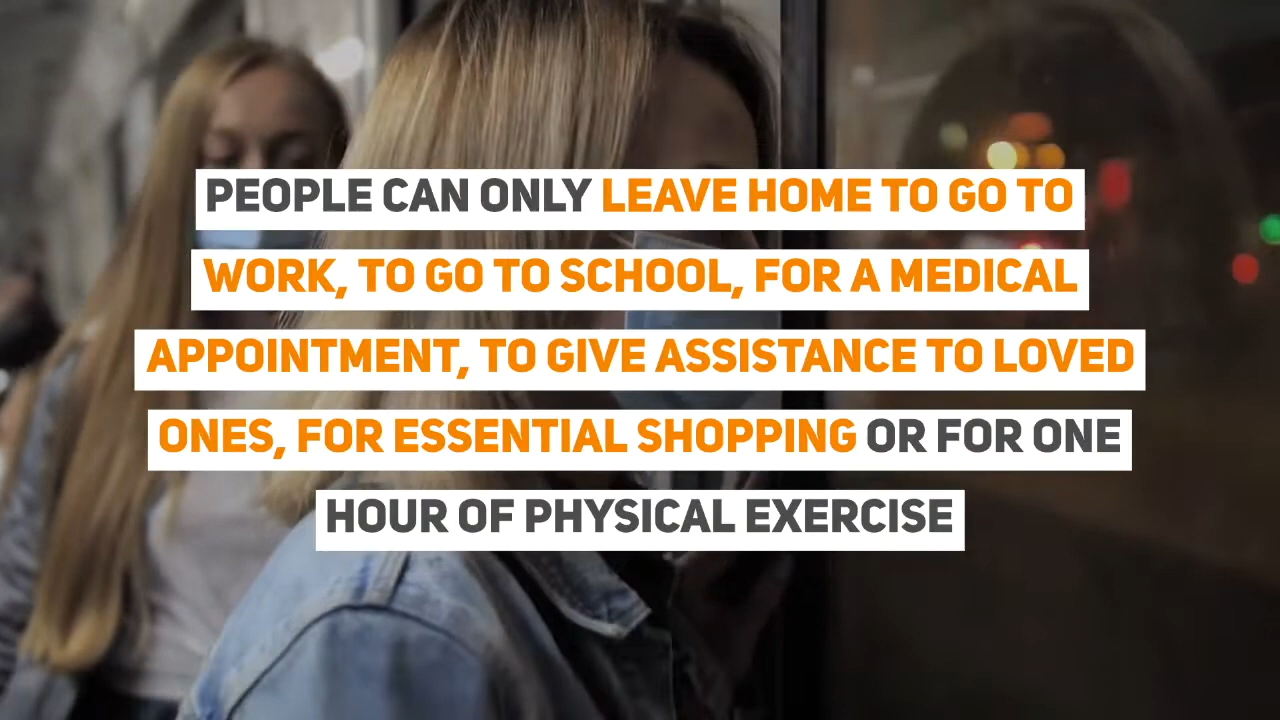 PEOPLE CAN ONLY LEAVE HOME TO GO TO
WORK, TO GO TO SCHOOL, FOR A MEDICAL
APPOINTMENT, TO GIVE ASSISTANCE TO LOVED
ONES, FOR ESSENTIAL SHOPPING OR FOR ONE
HOUR OF PHYSICAL EXERCISE